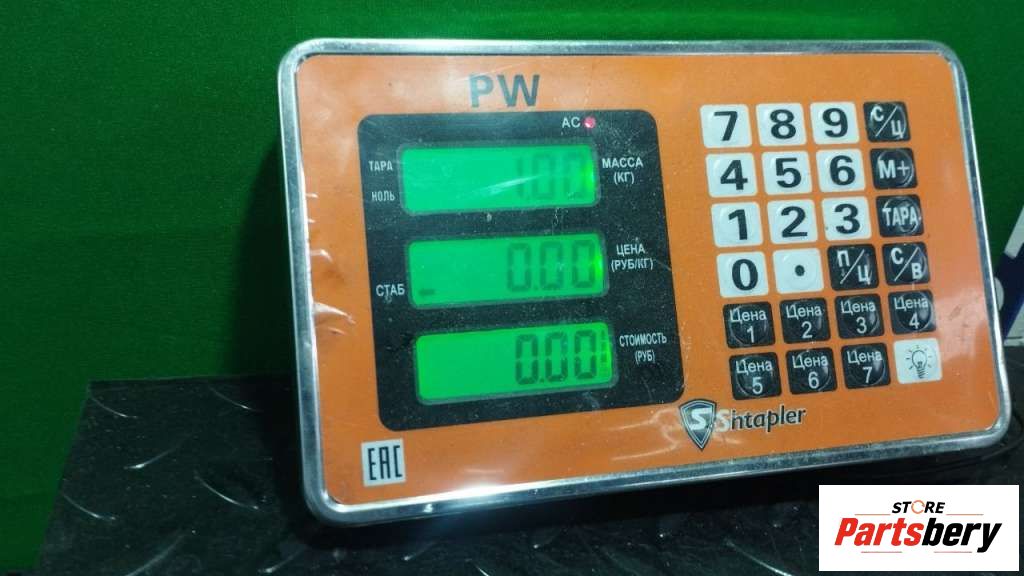 PW
AC
ТАРА
НОЛЬ
1.00
МАССА
(КГ)
СТАБ
0.00
ЦЕНА
(РУБ/КГ)
0.00
СТОИМОСТЬ
(РУБ)
7 8 9 С/Ц
4 5 6 М+
1 2 3 ТАРА
0 . П/Ц С/В
Цена 1 Цена 2 Цена 3 Цена 4
Цена 5 Цена 6 Цена 7
S Shtapler
EAC
STORE
Partsbery